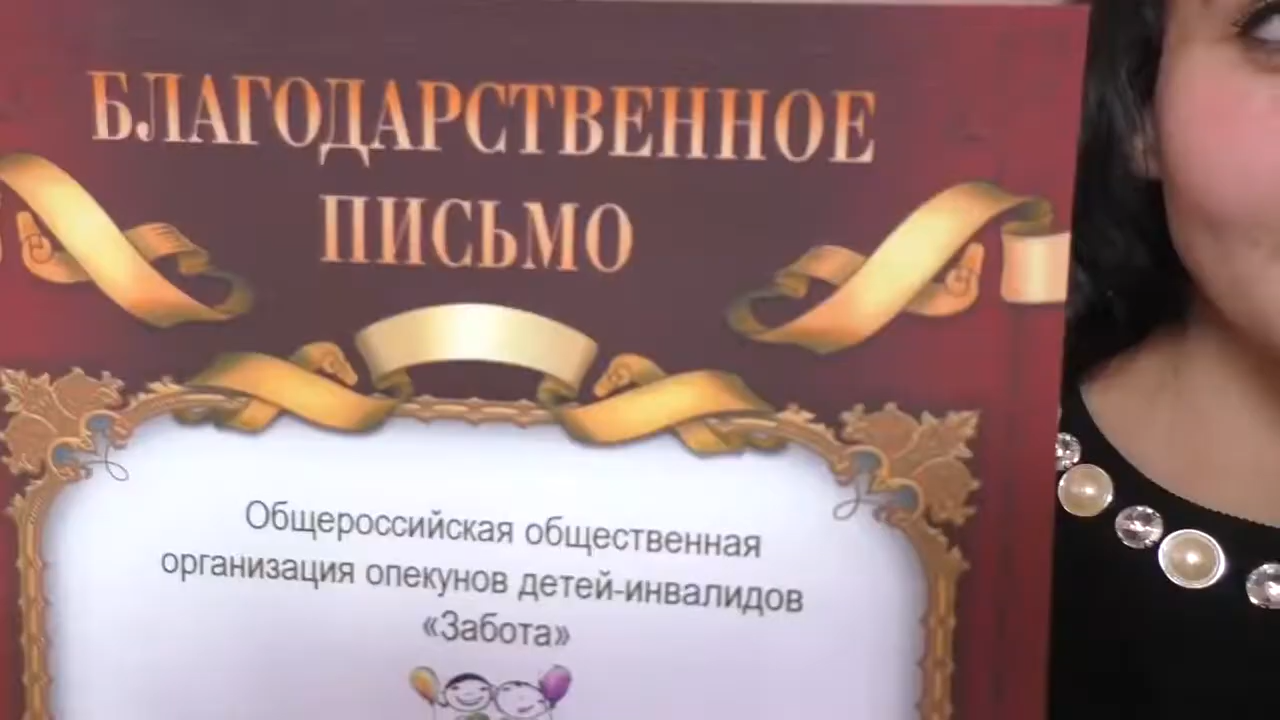 БЛАГОДАРСТВЕННОЕ
ПИСЬМО
Общероссийская общественная
организация опекунов детей-инвалидов
«Забота»